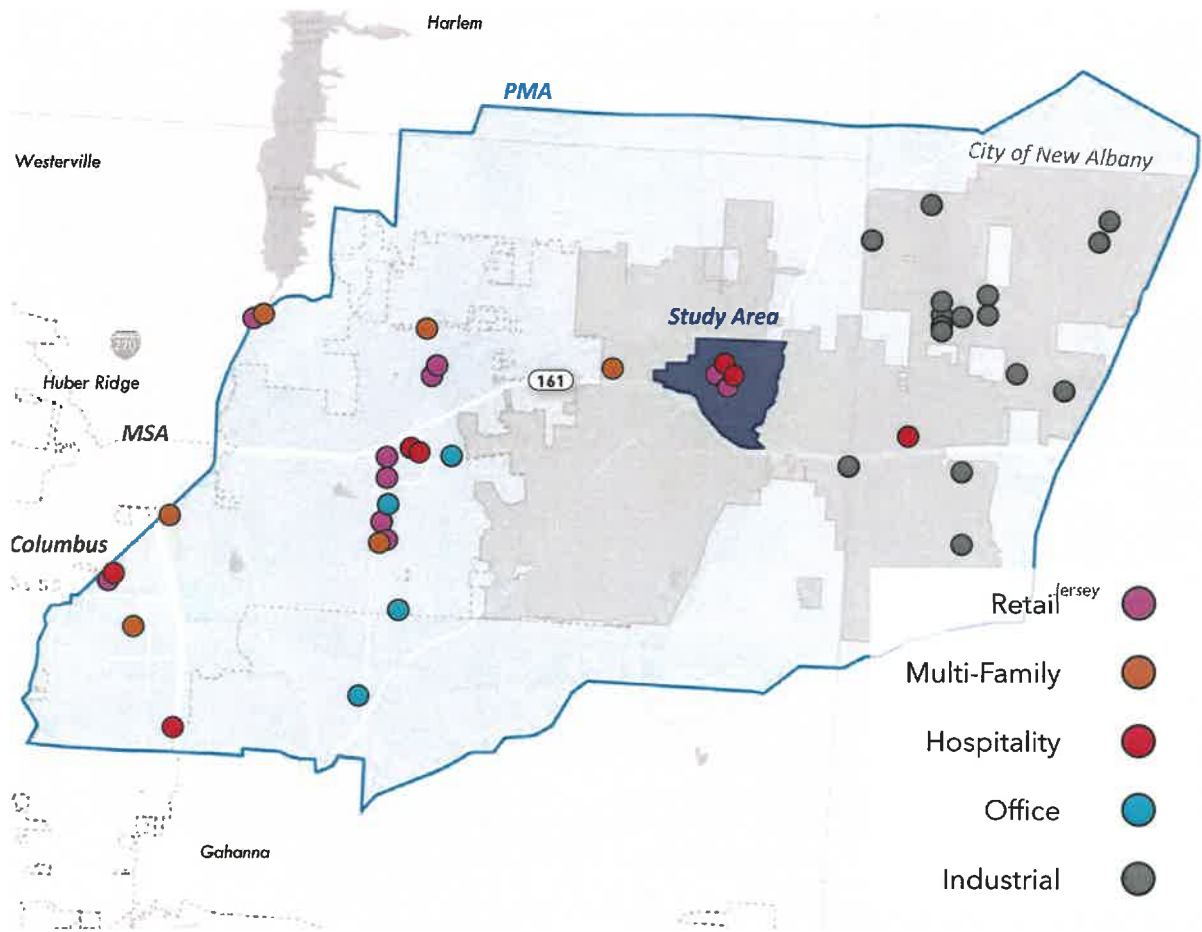 Harlem
PMA
City of New Albany
Westerville
Study Area
270
Huber Ridge
161
MSA
Columbus
Jersey
Retail
Multi-Family
Hospitality
Office
Industrial
Gahanna